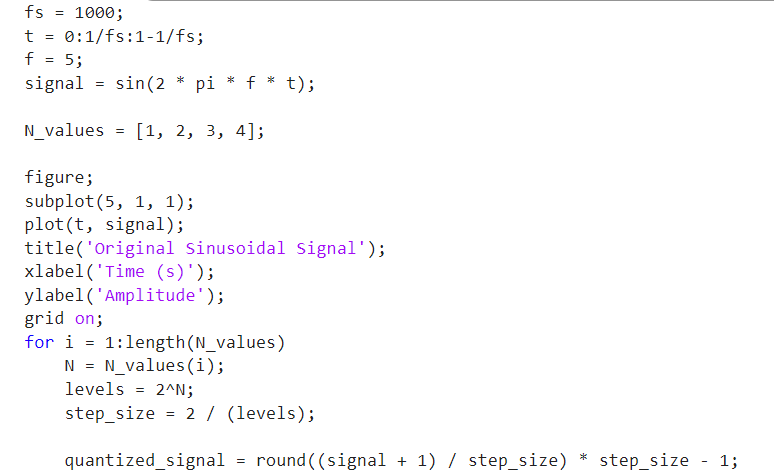 fs = 1000;
t = 0:1/fs:1-1/fs;
f = 5;
signal = sin(2 * pi * f * t);
N_values = [1, 2, 3, 4];
figure;
subplot(5, 1, 1);
plot(t, signal);
title('Original Sinusoidal Signal');
xlabel('Time (s)');
ylabel('Amplitude');
grid on;
for i = 1:length(N_values)
    N = N_values(i);
    levels = 2^N;
    step_size = 2 / (levels);
    quantized_signal = round((signal + 1) / step_size) * step_size - 1;